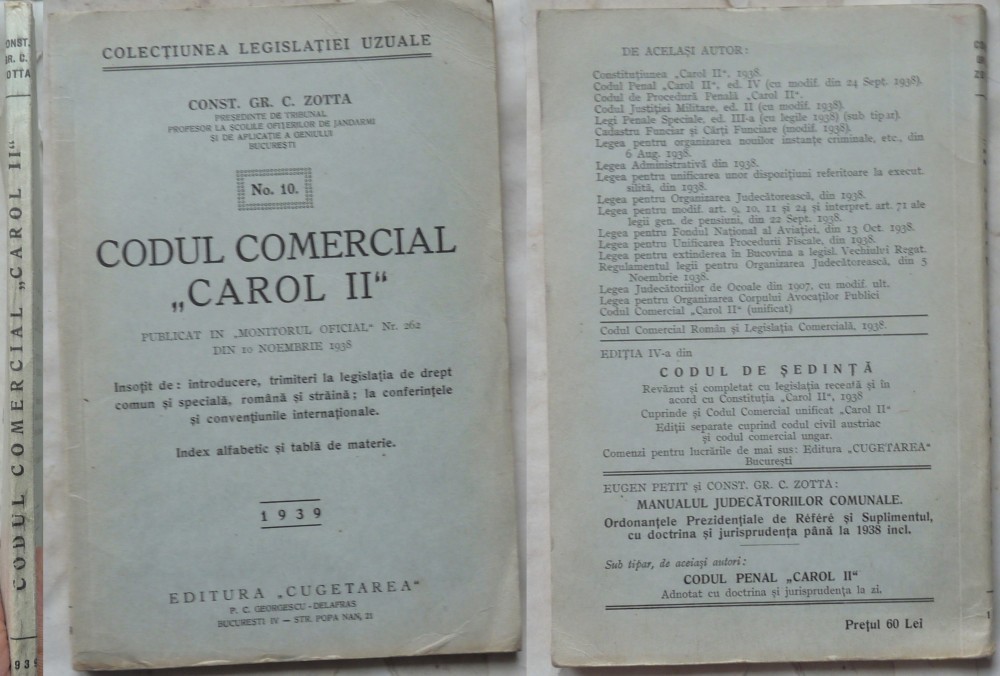 CONST.
GR. C.
ZOTTA
CODUL COMERCIAL „CAROL II“
1939
COLECŢIUNEA LEGISLAŢIEI UZUALE
CONST. GR. C. ZOTTA
PREŞEDINTE DE TRIBUNAL
PROFESOR LA ŞCOLILE OFIŢERILOR DE JANDARMI
ŞI DE APLICAŢIE A GENIULUI
BUCUREŞTI
No. 10.
CODUL COMERCIAL
„CAROL II“
PUBLICAT IN „MONITORUL OFICIAL“ Nr. 262
DIN 10 NOEMBRIE 1938
Insoţit de: introducere, trimiteri la legislaţia de drept
comun şi specială, română şi străină; la conferinţele
şi convenţiunile internaţionale.
Index alfabetic şi tablă de materie.
1939
EDITURA „CUGETAREA“
P. C. GEORGESCU-DELAFRAS
BUCUREŞTI IV — STR. POPA NAN, 21
DE ACELAŞI AUTOR:
Constituţiunea „Carol II“, 1938.
Codul Penal „Carol II“, ed. IV (cu modif. din 24 Sept. 1938).
Codul de Procedură Penală „Carol II“.
Codul Justiţiei Militare, ed. II (cu modif. 1938).
Legi Penale Speciale, ed. III-a (cu legile 1938) (sub tipar).
Cadastru Funciar şi Cărţi Funciare (modif. 1938).
Legea pentru organizarea nouilor instanţe criminale, etc., din
6 Aug. 1938.
Legea Administrativă din 1938.
Legea pentru unificarea unor dispoziţiuni referitoare la execut.
silită, din 1938.
Legea pentru Organizarea Judecătorească, din 1938.
Legea pentru modif. art. 9, 10, 11 şi 24 şi interpret. art. 71 ale
legii gen. de pensiuni, din 22 Sept. 1938.
Legea pentru Fondul Naţional al Aviaţiei, din 13 Oct. 1938.
Legea pentru Unificarea Procedurii Fiscale, din 1938.
Legea pentru extinderea în Bucovina a legisl. Vechiului Regat.
Regulamentul legii pentru Organizarea Judecătorească, din 5
Noembrie 1938.
Legea Judecătoriilor de Ocoale din 1907, cu modif. ult.
Legea pentru Organizarea Corpului Avocaţilor Publici
Codul Comercial „Carol II“ (unificat)
Codul Comercial Român şi Legislaţia Comercială, 1938.
EDIŢIA IV-a din
CODUL DE ŞEDINŢĂ
Revăzut şi completat cu legislaţia recentă şi în
acord cu Constituţia „Carol II“, 1938
Cuprinde şi Codul Comercial unificat „Carol II“
Ediţii separate cuprind codul civil austriac
şi codul comercial ungar.
Comenzi pentru lucrările de mai sus: Editura „CUGETAREA“
Bucureşti
EUGEN PETIT şi CONST. GR. C. ZOTTA:
MANUALUL JUDECĂTORIILOR COMUNALE.
Ordonanţele Prezidenţiale de Référé şi Suplimentul,
cu doctrina şi jurisprudenţa până la 1938 incl.
Sub tipar, de aceiaşi autori:
CODUL PENAL „CAROL II“
Adnotat cu doctrina şi jurisprudenţa la zi.
Preţul 60 Lei